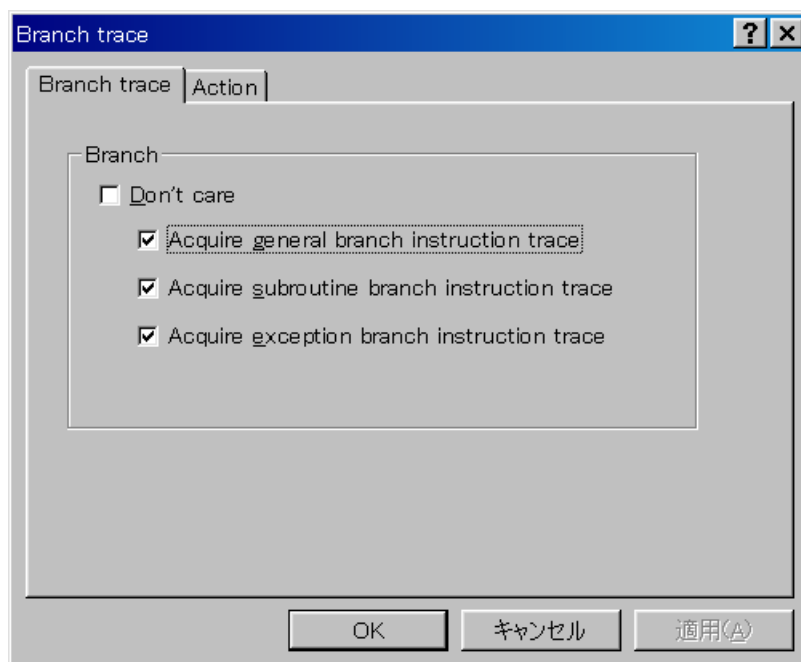 Branch trace
Branch trace Action
Branch
Don't care
Acquire general branch instruction trace
Acquire subroutine branch instruction trace
Acquire exception branch instruction trace
OK キャンセル 適用(A)